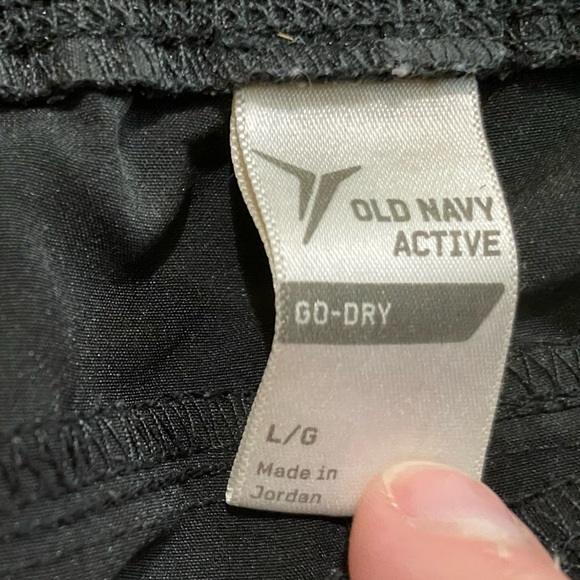 OLD NAVY
ACTIVE
GO-DRY
L/G
Made in
Jordan